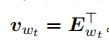 𝒗_{w_t} = 𝑬_{w_t}^⊤.